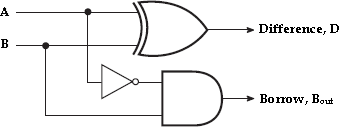 A
Difference, D
B
Borrow, Bout